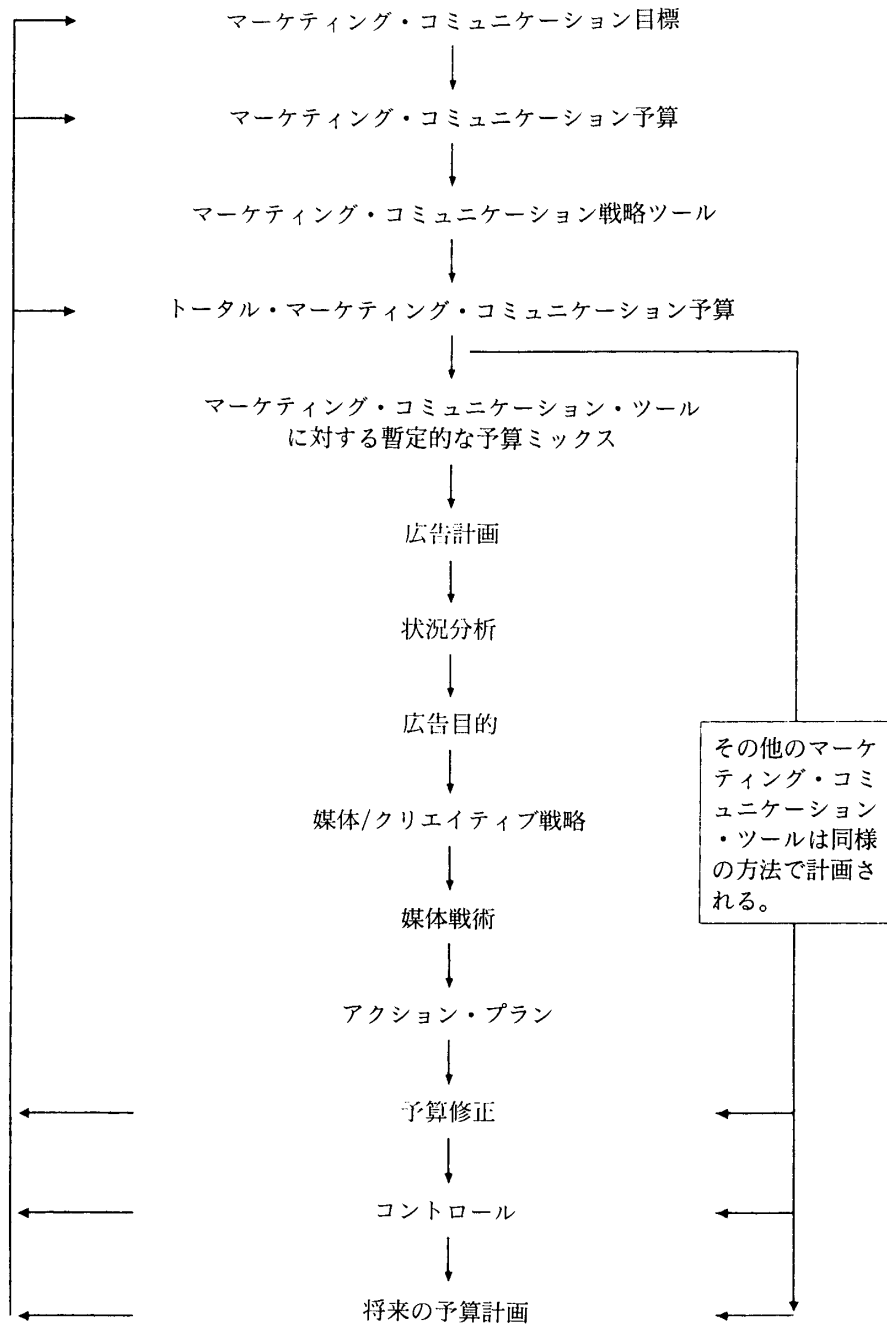 マーケティング・コミュニケーション目標
マーケティング・コミュニケーション予算
マーケティング・コミュニケーション戦略ツール
トータル・マーケティング・コミュニケーション予算
マーケティング・コミュニケーション・ツール
に対する暫定的な予算ミックス
広告計画
状況分析
広告目的
媒体/クリエイティブ戦略
媒体戦術
アクション・プラン
予算修正
コントロール
将来の予算計画
その他のマーケ
ティング・コミ
ュニケーション
・ツールは同様
の方法で計画さ
れる。